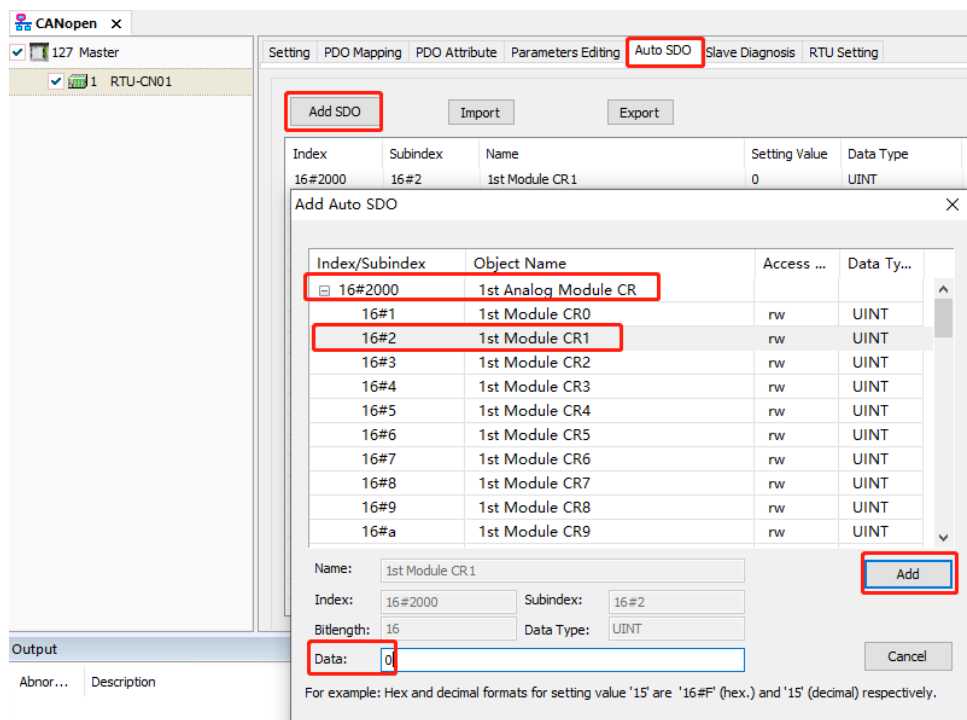 CANopen X
127 Master
1 RTU-CN01
Setting PDO Mapping PDO Attribute Parameters Editing Auto SDO Slave Diagnosis RTU Setting
Add SDO Import Export
Index Subindex Name Setting Value Data Type
16#2000 16#2 1st Module CR1 0 UINT
Add Auto SDO
Index/Subindex Object Name Access ... Data Ty...
16#2000 1st Analog Module CR
16#1 1st Module CR0 rw UINT
16#2 1st Module CR1 rw UINT
16#3 1st Module CR2 rw UINT
16#4 1st Module CR3 rw UINT
16#5 1st Module CR4 rw UINT
16#6 1st Module CR5 rw UINT
16#7 1st Module CR6 rw UINT
16#8 1st Module CR7 rw UINT
16#9 1st Module CR8 rw UINT
16#a 1st Module CR9 rw UINT
Name: 1st Module CR1 Add
Index: 16#2000 Subindex: 16#2
Bitlength: 16 Data Type: UINT
Data: 0 Cancel
For example: Hex and decimal formats for setting value '15' are '16#F' (hex.) and '15' (decimal) respectively.
Output
Abnor... Description